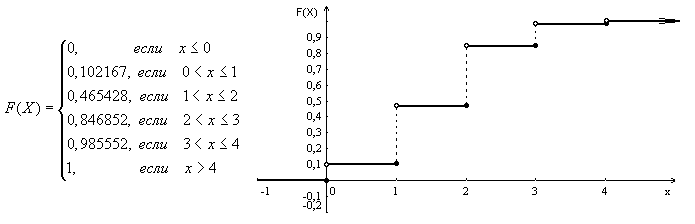 F(X) =
0, если x ≤ 0
0,102167, если 0 < x ≤ 1
0,465428, если 1 < x ≤ 2
0,846852, если 2 < x ≤ 3
0,985552, если 3 < x ≤ 4
1, если x > 4
F(X)
0,9
0,8
0,7
0,6
0,5
0,4
0,3
0,2
0,1
-1 0 1 2 3 4 x
-0,1
-0,2